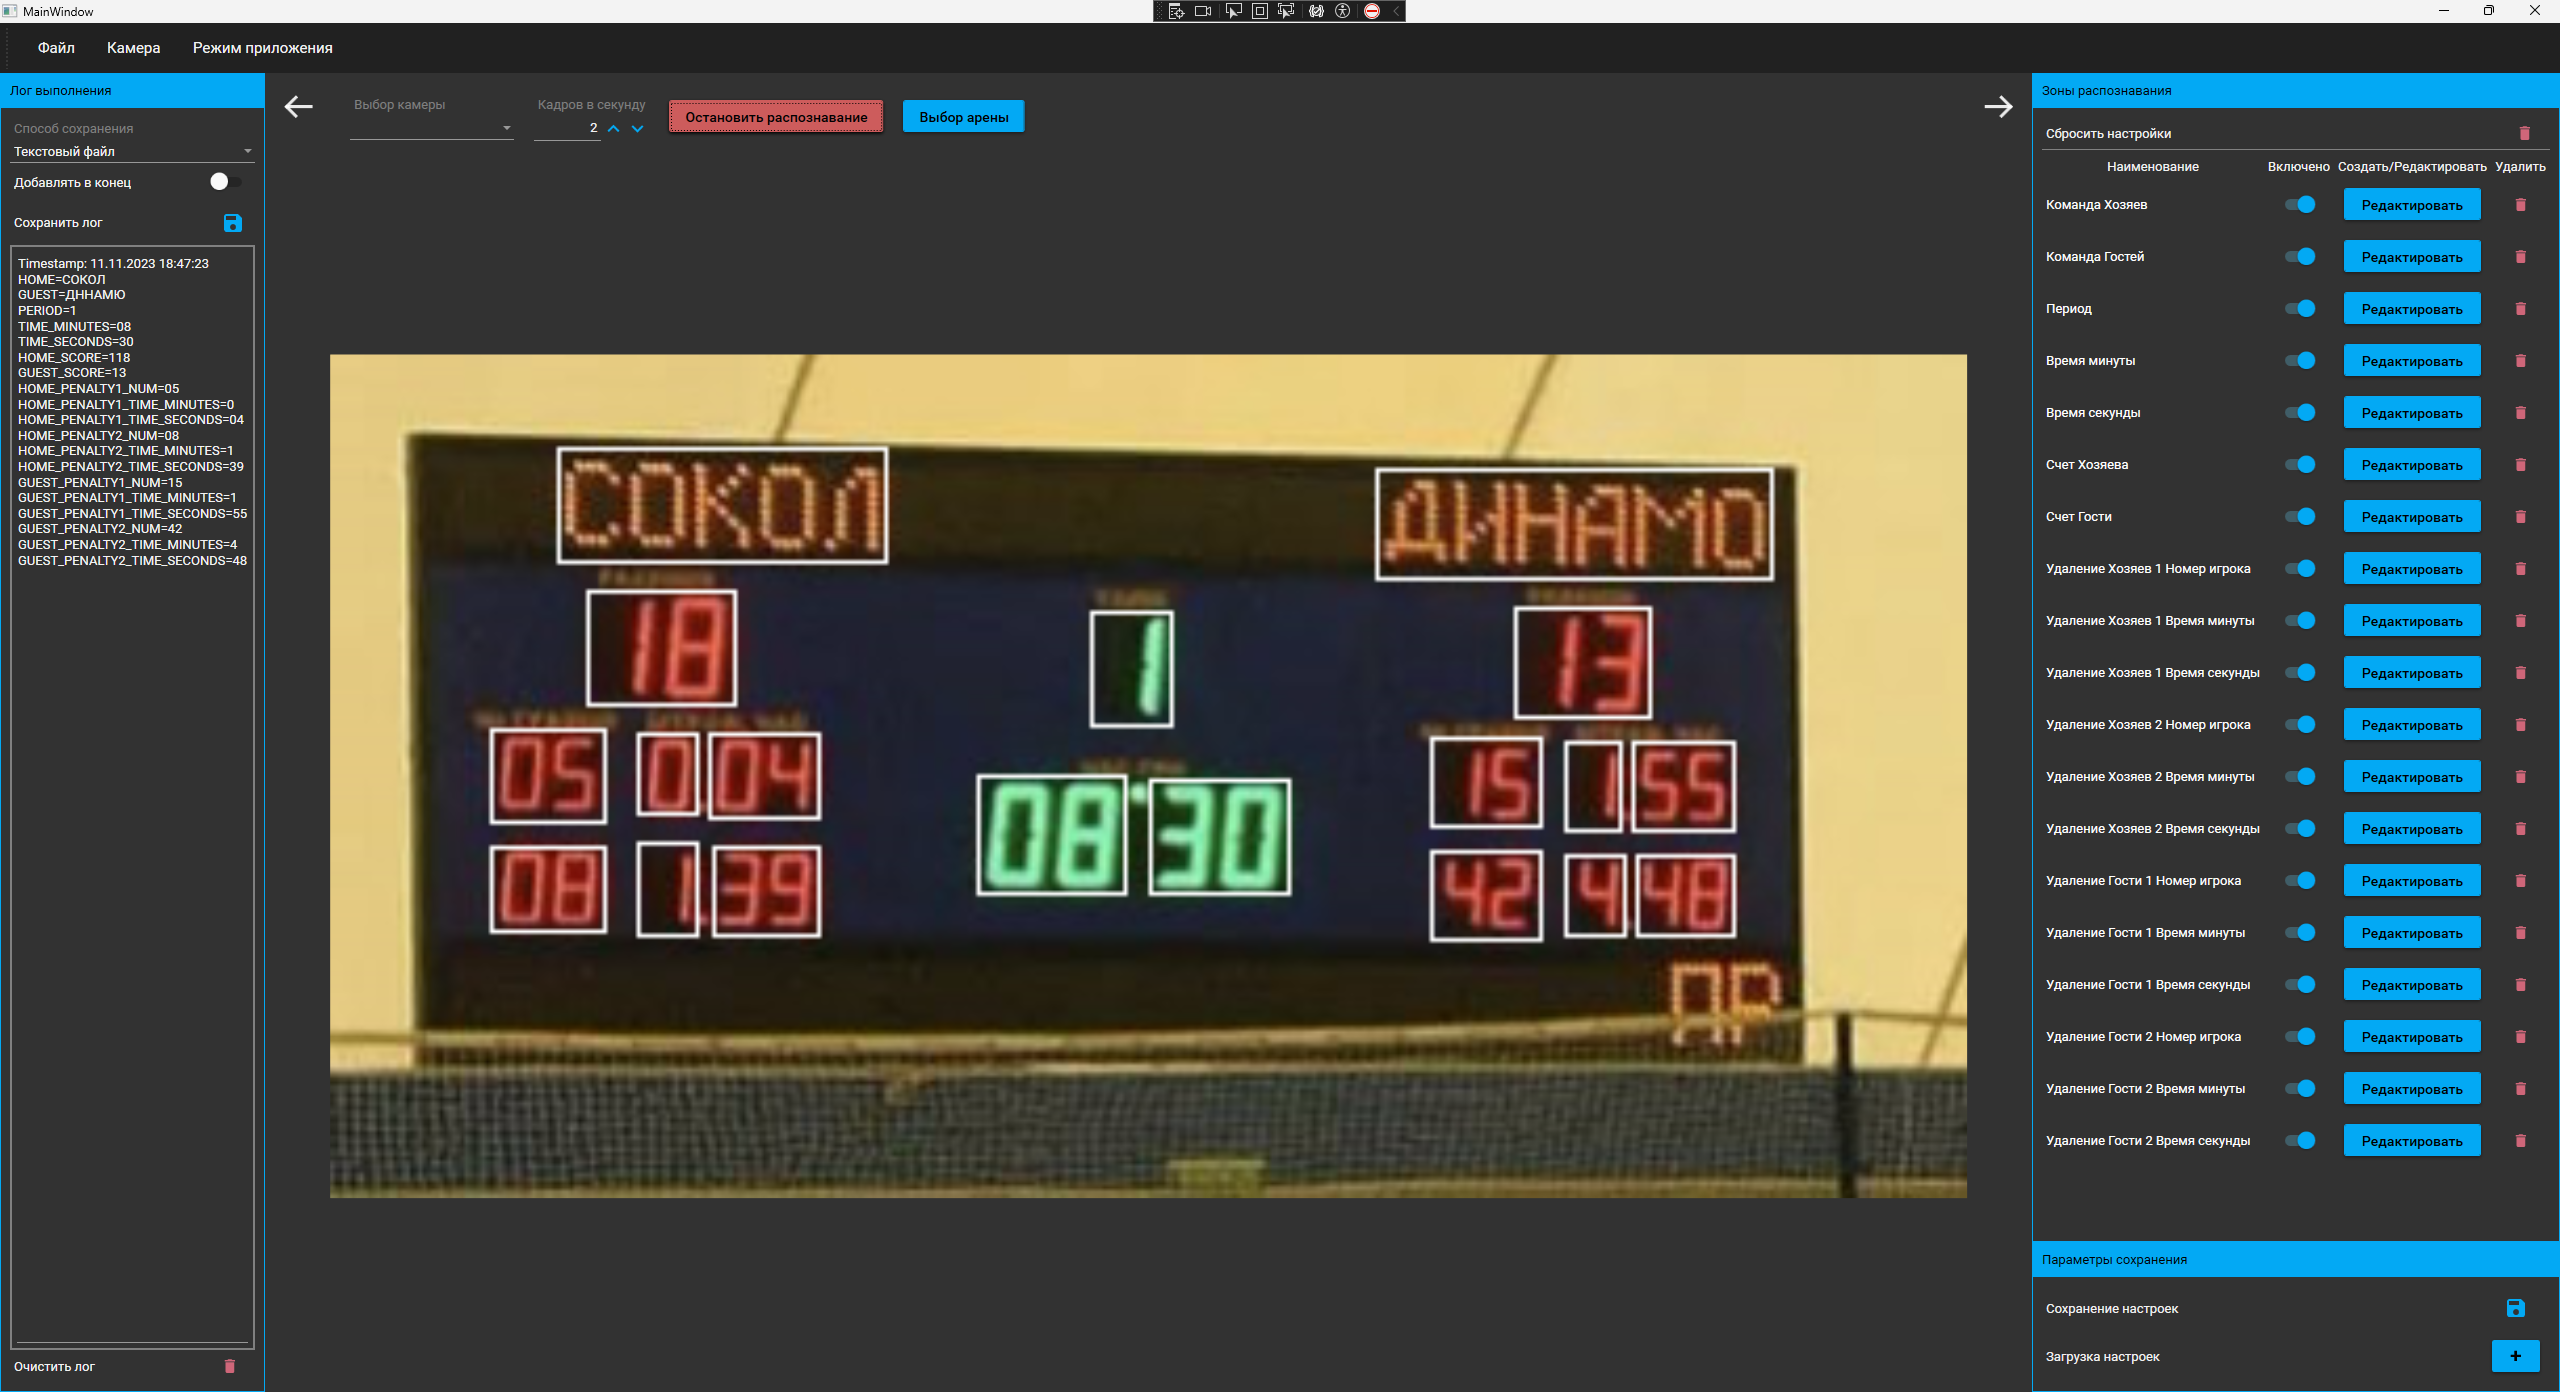 MainWindow
Файл Камера Режим приложения
Лог выполнения
Способ сохранения
Текстовый файл
Добавлять в конец
Сохранить лог
Timestamp: 11.11.2023 18:47:23
HOME=СОКОЛ
GUEST=ДННАМЮ
PERIOD=1
TIME_MINUTES=08
TIME_SECONDS=30
HOME_SCORE=118
GUEST_SCORE=13
HOME_PENALTY1_NUM=05
HOME_PENALTY1_TIME_MINUTES=0
HOME_PENALTY1_TIME_SECONDS=04
HOME_PENALTY2_NUM=08
HOME_PENALTY2_TIME_MINUTES=1
HOME_PENALTY2_TIME_SECONDS=39
GUEST_PENALTY1_NUM=15
GUEST_PENALTY1_TIME_MINUTES=1
GUEST_PENALTY1_TIME_SECONDS=55
GUEST_PENALTY2_NUM=42
GUEST_PENALTY2_TIME_MINUTES=4
GUEST_PENALTY2_TIME_SECONDS=48
Очистить лог
Выбор камеры
Кадров в секунду
2
Остановить распознавание
Выбор арены
СОКОЛ ДИНАМО
18 1 13
05 0.04 15 1.55
08:30
08 1.39 42 4.48
ПР
Зоны распознавания
Сбросить настройки
Наименование Включено Создать/Редактировать Удалить
Команда Хозяев Редактировать
Команда Гостей Редактировать
Период Редактировать
Время минуты Редактировать
Время секунды Редактировать
Счет Хозяева Редактировать
Счет Гости Редактировать
Удаление Хозяев 1 Номер игрока Редактировать
Удаление Хозяев 1 Время минуты Редактировать
Удаление Хозяев 1 Время секунды Редактировать
Удаление Хозяев 2 Номер игрока Редактировать
Удаление Хозяев 2 Время минуты Редактировать
Удаление Хозяев 2 Время секунды Редактировать
Удаление Гости 1 Номер игрока Редактировать
Удаление Гости 1 Время минуты Редактировать
Удаление Гости 1 Время секунды Редактировать
Удаление Гости 2 Номер игрока Редактировать
Удаление Гости 2 Время минуты Редактировать
Удаление Гости 2 Время секунды Редактировать
Параметры сохранения
Сохранение настроек
Загрузка настроек
+